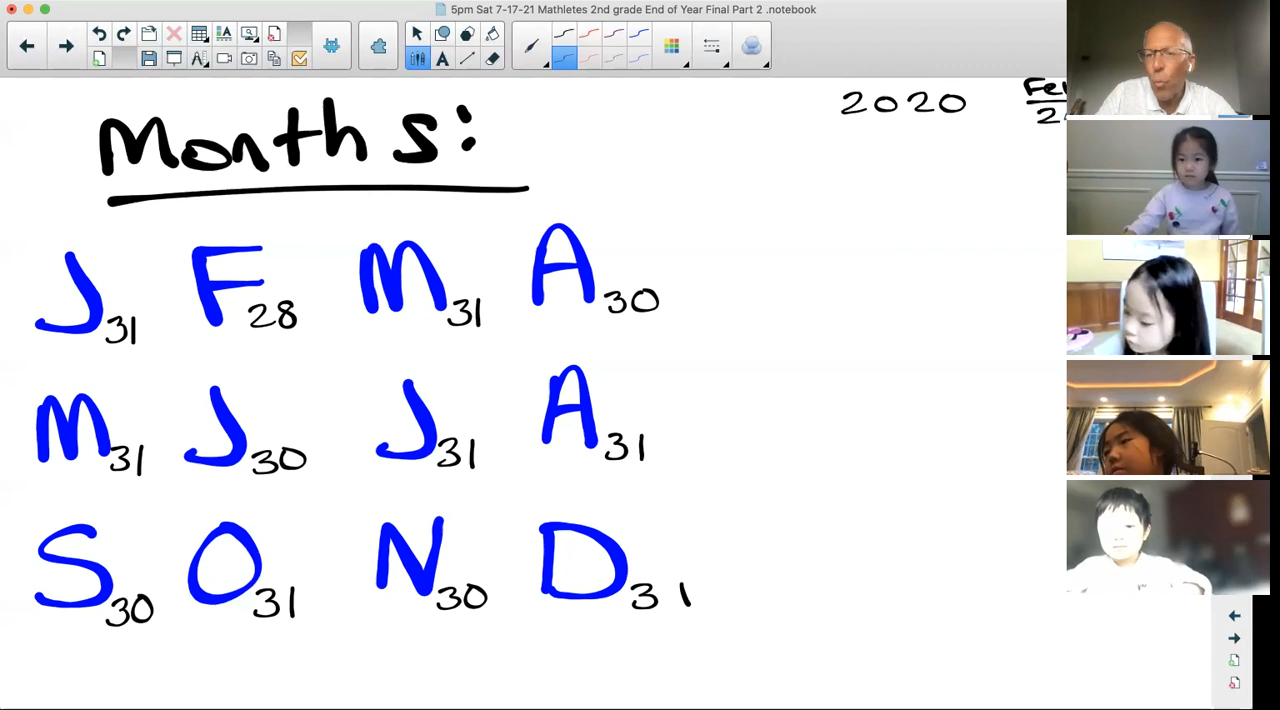 5pm Sat 7-17-21 Mathletes 2nd grade End of Year Final Part 2 .notebook
2020
Months:
J31 F28 M31 A30
M31 J30 J31 A31
S30 O31 N30 D31